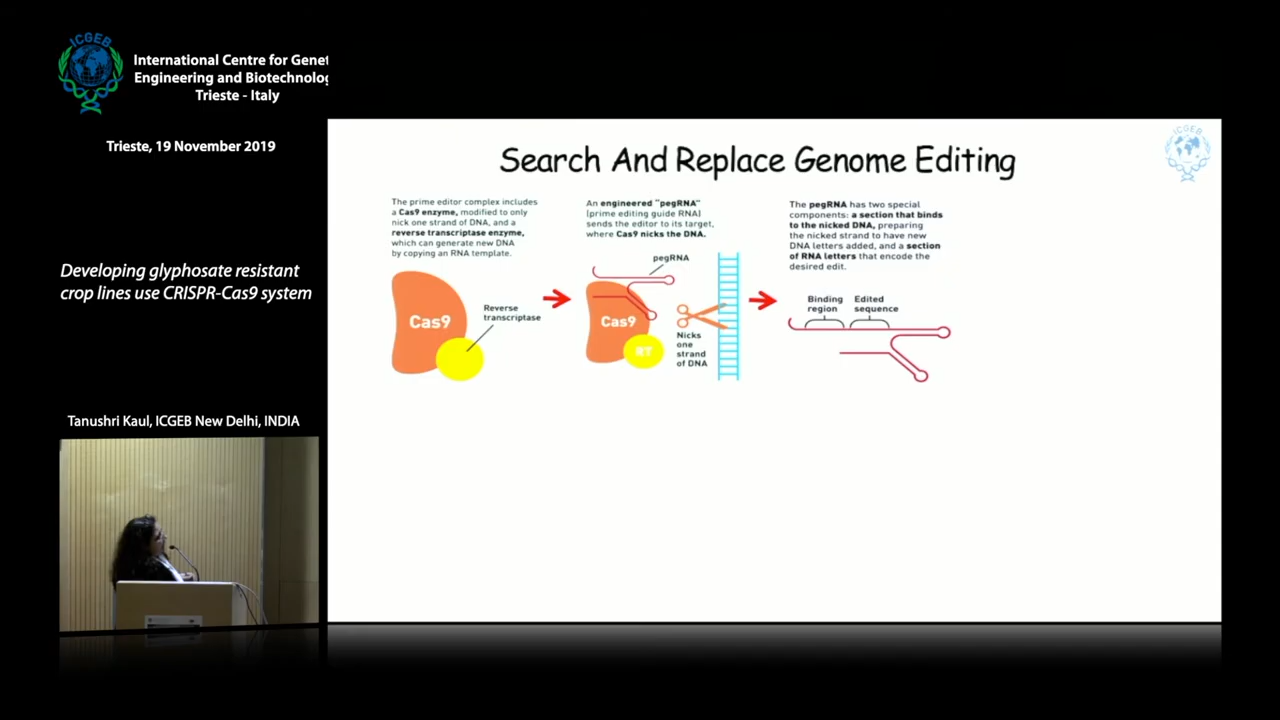 ICGEB
International Centre for Genet
Engineering and Biotechnolog
Trieste - Italy
Trieste, 19 November 2019
Developing glyphosate resistant
crop lines use CRISPR-Cas9 system
Tanushri Kaul, ICGEB New Delhi, INDIA
ICGEB
Search And Replace Genome Editing
The prime editor complex includes
a Cas9 enzyme, modified to only
nick one strand of DNA, and a
reverse transcriptase enzyme,
which can generate new DNA
by copying an RNA template.
Cas9
Reverse
transcriptase
An engineered "pegRNA"
(prime editing guide RNA)
sends the editor to its target,
where Cas9 nicks the DNA.
pegRNA
Cas9
RT
Nicks
one
strand
of DNA
The pegRNA has two special
components: a section that binds
to the nicked DNA, preparing
the nicked strand to have new
DNA letters added, and a section
of RNA letters that encode the
desired edit.
Binding
region
Edited
sequence